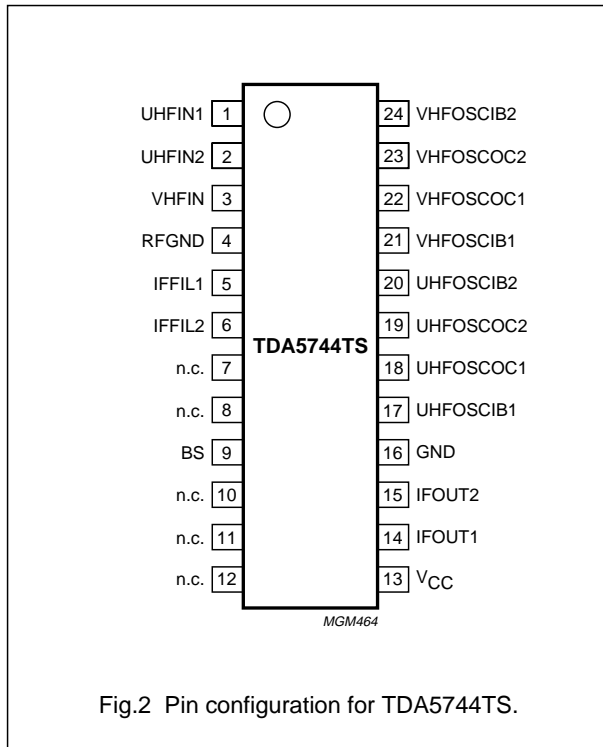 UHFIN1 1 24 VHFOSCIB2
UHFIN2 2 23 VHFOSCOC2
VHFIN 3 22 VHFOSCOC1
RFGND 4 21 VHFOSCIB1
IFFIL1 5 20 UHFOSCIB2
IFFIL2 6 19 UHFOSCOC2
TDA5744TS
n.c. 7 18 UHFOSCOC1
n.c. 8 17 UHFOSCIB1
BS 9 16 GND
n.c. 10 15 IFOUT2
n.c. 11 14 IFOUT1
n.c. 12 13 VCC
MGM464
Fig.2 Pin configuration for TDA5744TS.